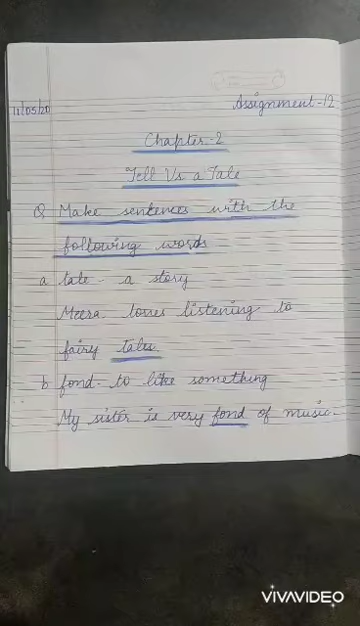 11/05/20
Assignment-12
Chapter-2
Tell Us a Tale
Q Make sentences with the
following words
a tale - a story
Meera loves listening to
fairy tales.
b fond - to like something
My sister is very fond of music.
VIVAVIDEO